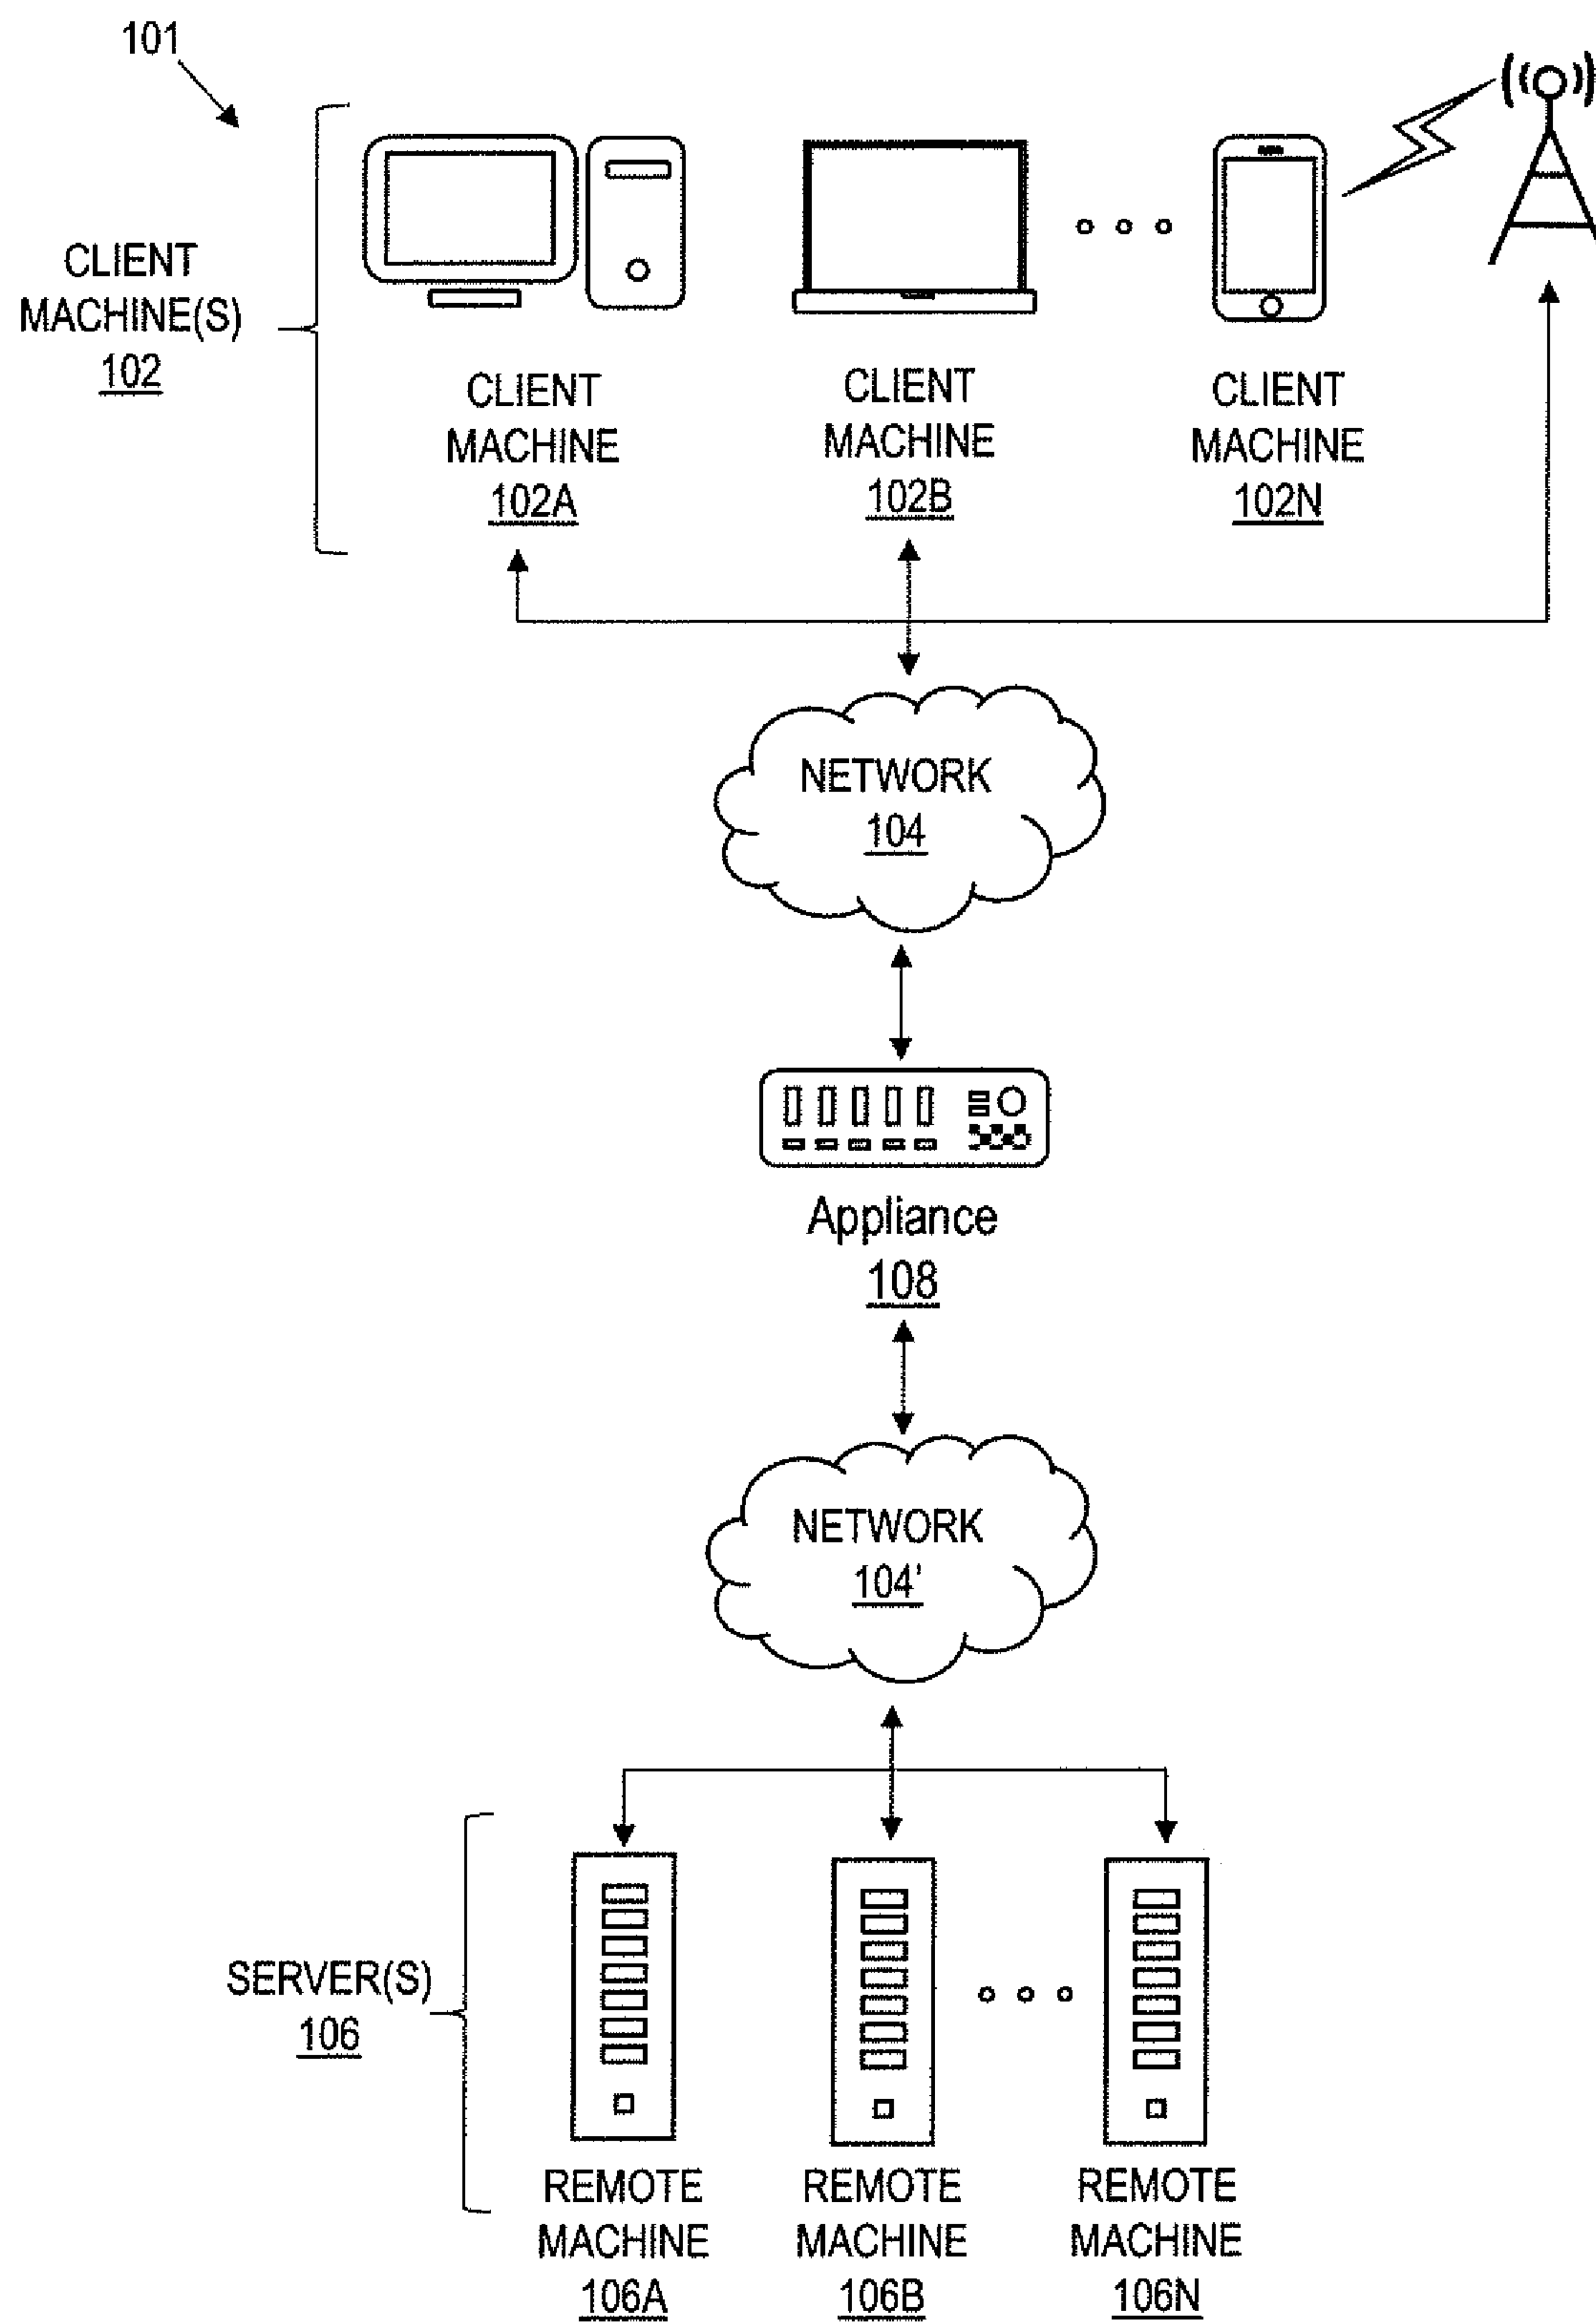 101
CLIENT
MACHINE(S)
102
CLIENT
MACHINE
102A
CLIENT
MACHINE
102B
CLIENT
MACHINE
102N
NETWORK
104
Appliance
108
NETWORK
104'
SERVER(S)
106
REMOTE
MACHINE
106A
REMOTE
MACHINE
106B
REMOTE
MACHINE
106N